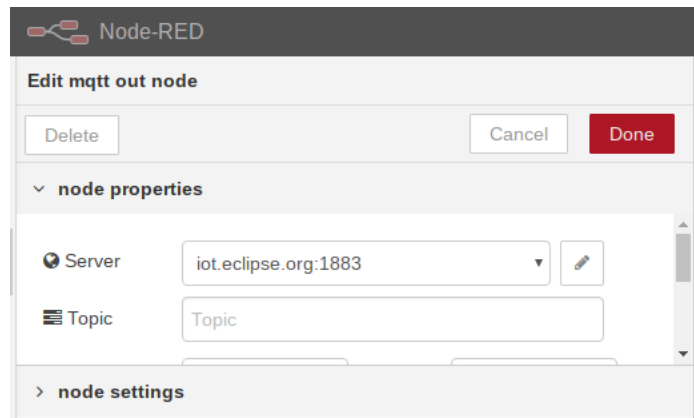 Node-RED
Edit mqtt out node
Delete Cancel Done
node properties
Server iot.eclipse.org:1883
Topic Topic
node settings